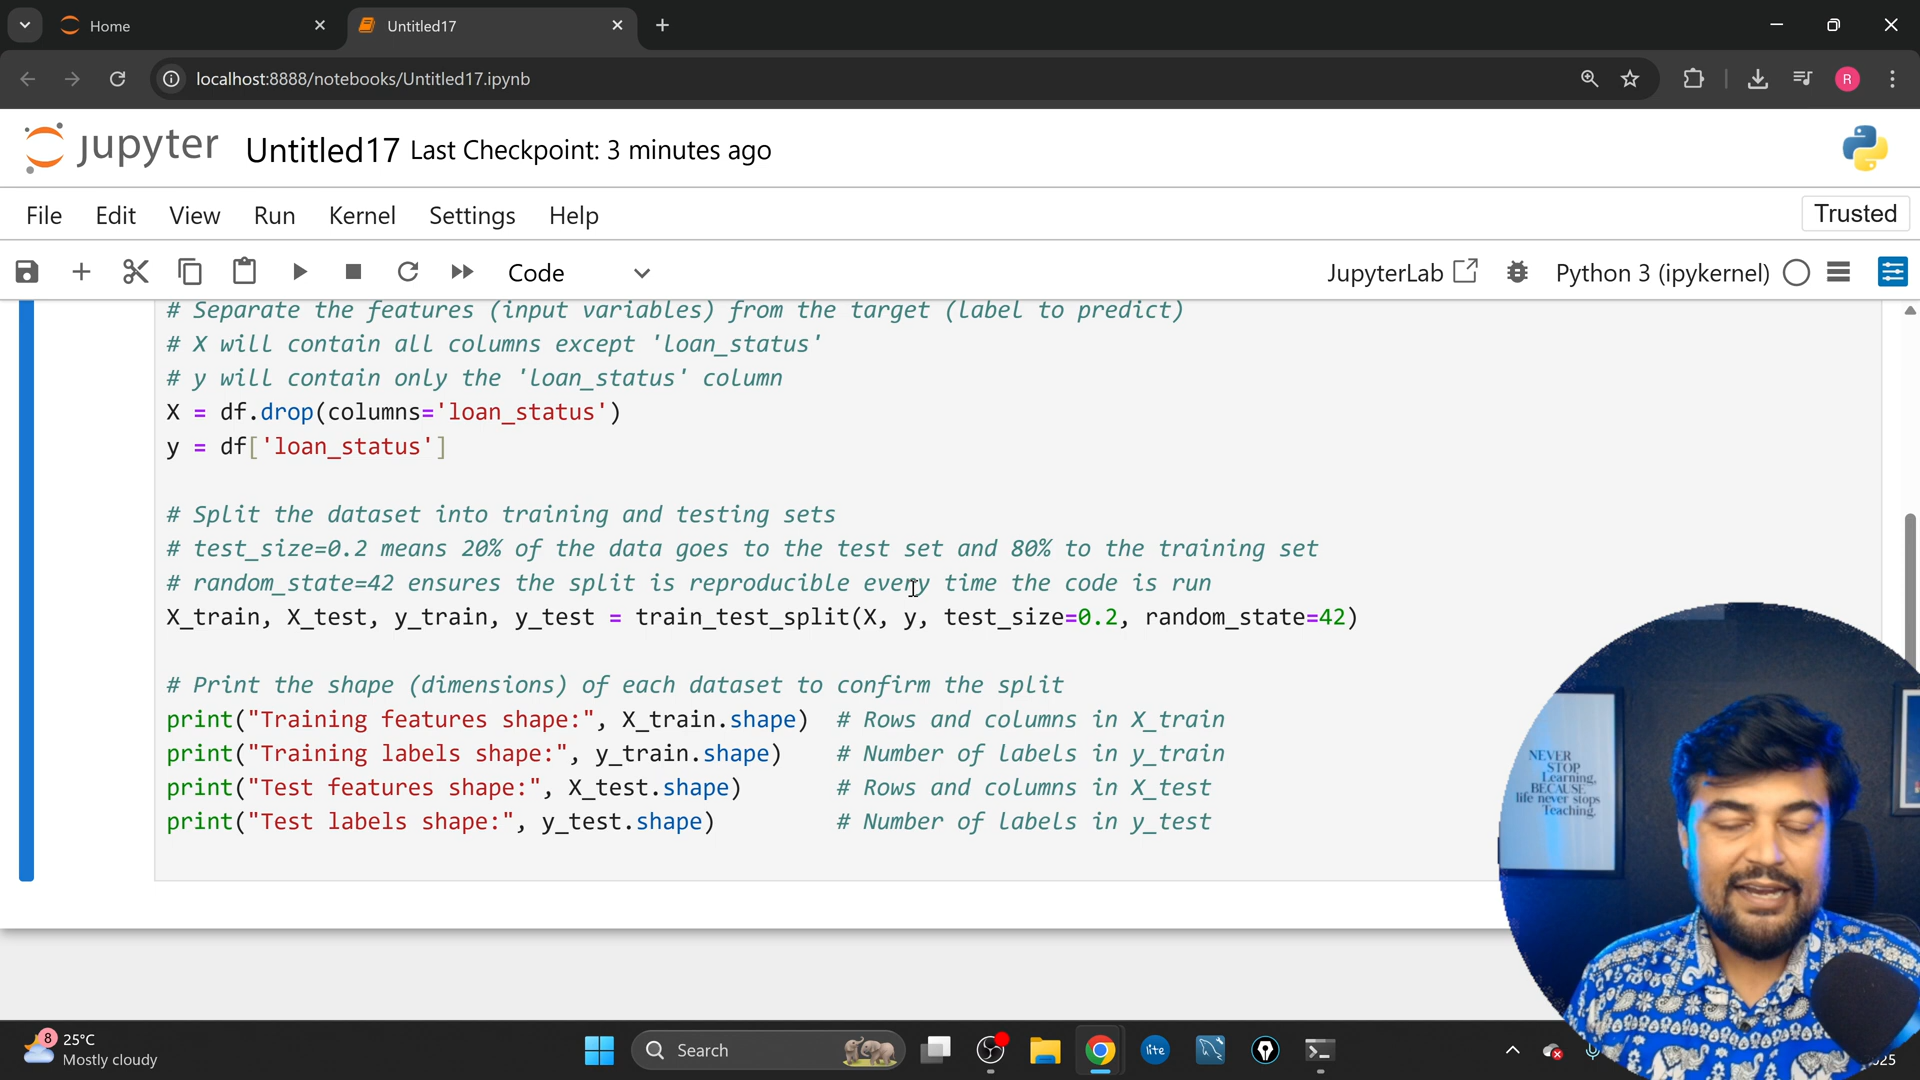 Home
Untitled17
localhost:8888/notebooks/Untitled17.ipynb
R
jupyter Untitled17 Last Checkpoint: 3 minutes ago
File Edit View Run Kernel Settings Help
Trusted
Code
JupyterLab
Python 3 (ipykernel)
# Separate the features (input variables) from the target (label to predict)
# X will contain all columns except 'loan_status'
# y will contain only the 'loan_status' column
X = df.drop(columns='loan_status')
y = df['loan_status']
# Split the dataset into training and testing sets
# test_size=0.2 means 20% of the data goes to the test set and 80% to the training set
# random_state=42 ensures the split is reproducible every time the code is run
X_train, X_test, y_train, y_test = train_test_split(X, y, test_size=0.2, random_state=42)
# Print the shape (dimensions) of each dataset to confirm the split
print("Training features shape:", X_train.shape) # Rows and columns in X_train
print("Training labels shape:", y_train.shape) # Number of labels in y_train
print("Test features shape:", X_test.shape) # Rows and columns in X_test
print("Test labels shape:", y_test.shape) # Number of labels in y_test
NEVER
STOP
Learning,
BECAUSE
life never stops
Teaching.
8
25°C
Mostly cloudy
Search
lite
25